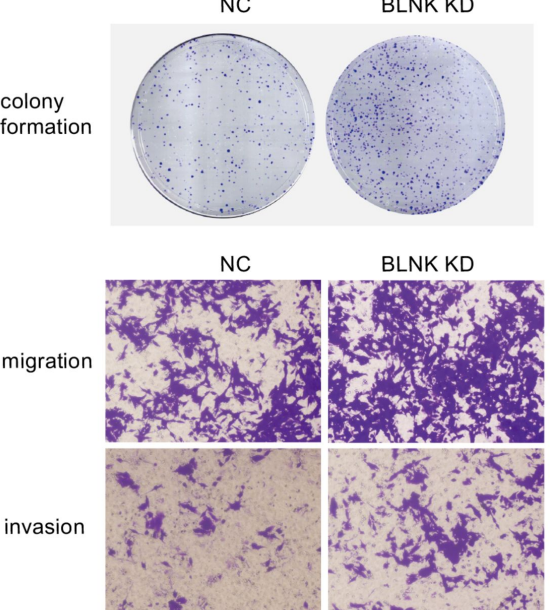 NC BLNK KD
colony
formation
NC BLNK KD
migration
invasion